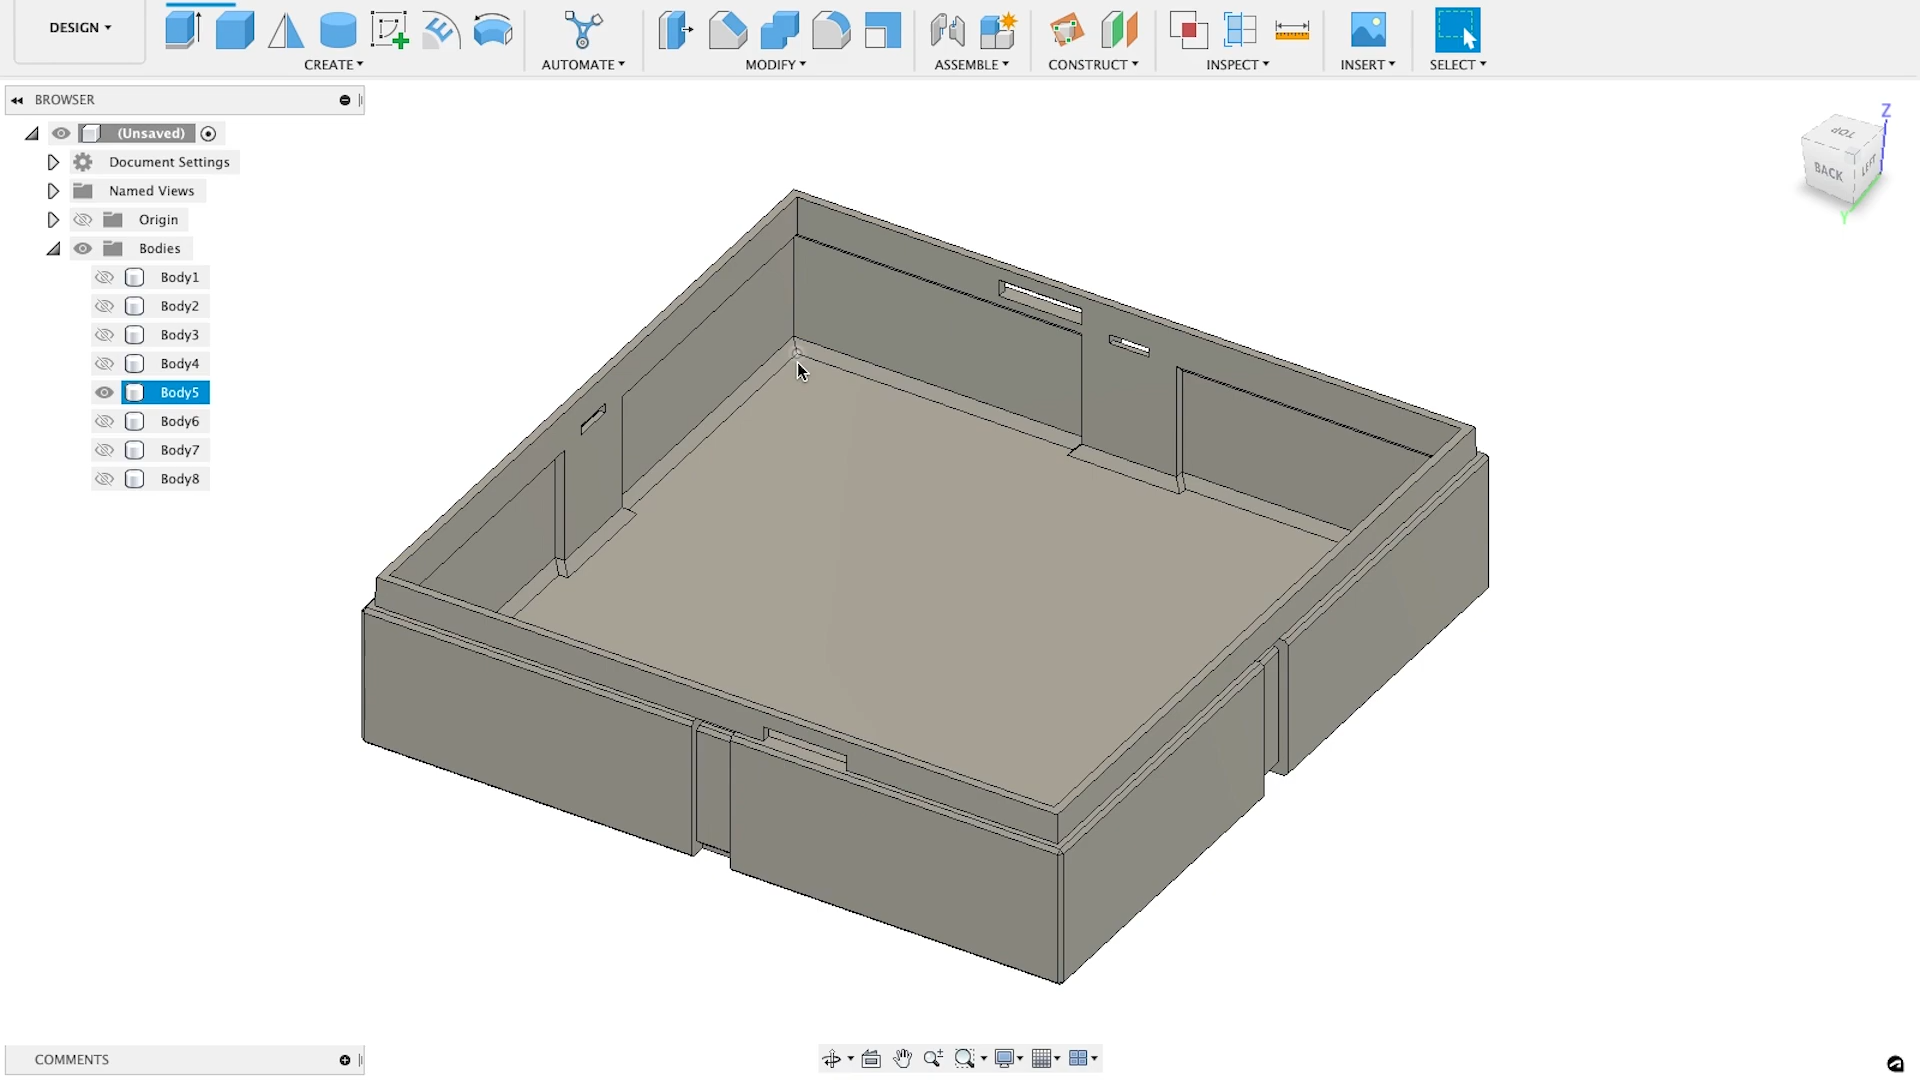 DESIGN
CREATE
AUTOMATE
MODIFY
ASSEMBLE
CONSTRUCT
INSPECT
INSERT
SELECT
BROWSER
(Unsaved)
Document Settings
Named Views
Origin
Bodies
Body1
Body2
Body3
Body4
Body5
Body6
Body7
Body8
Z
TOP
BACK
LEFT
Y
COMMENTS